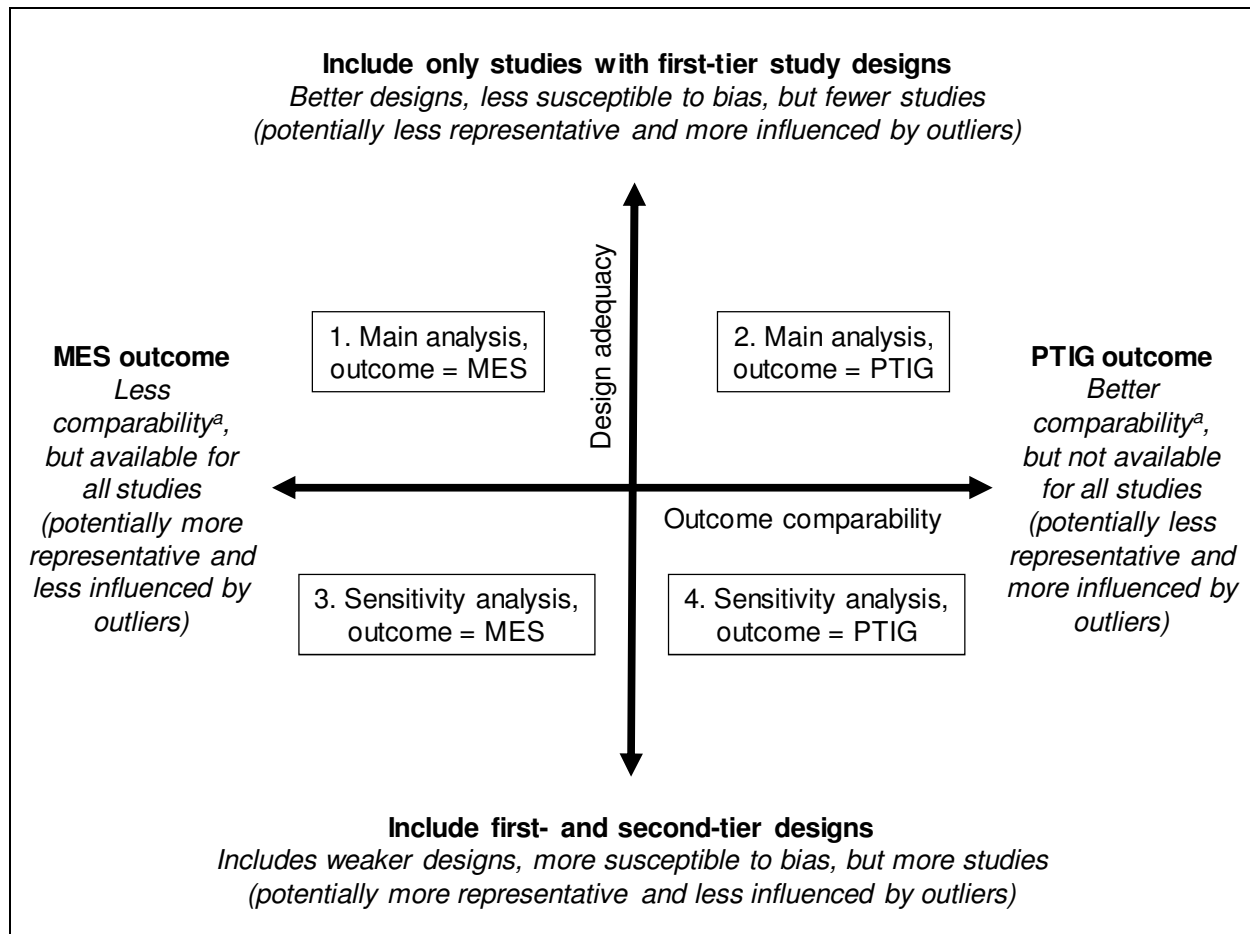 Include only studies with first-tier study designs
Better designs, less susceptible to bias, but fewer studies
(potentially less representative and more influenced by outliers)
Design adequacy
1. Main analysis,
outcome = MES
2. Main analysis,
outcome = PTIG
MES outcome
Less
comparabilityᵃ,
but available for
all studies
(potentially more
representative and
less influenced by
outliers)
PTIG outcome
Better
comparabilityᵃ,
but not available
for all studies
(potentially less
representative and
more influenced by
outliers)
Outcome comparability
3. Sensitivity analysis,
outcome = MES
4. Sensitivity analysis,
outcome = PTIG
Include first- and second-tier designs
Includes weaker designs, more susceptible to bias, but more studies
(potentially more representative and less influenced by outliers)